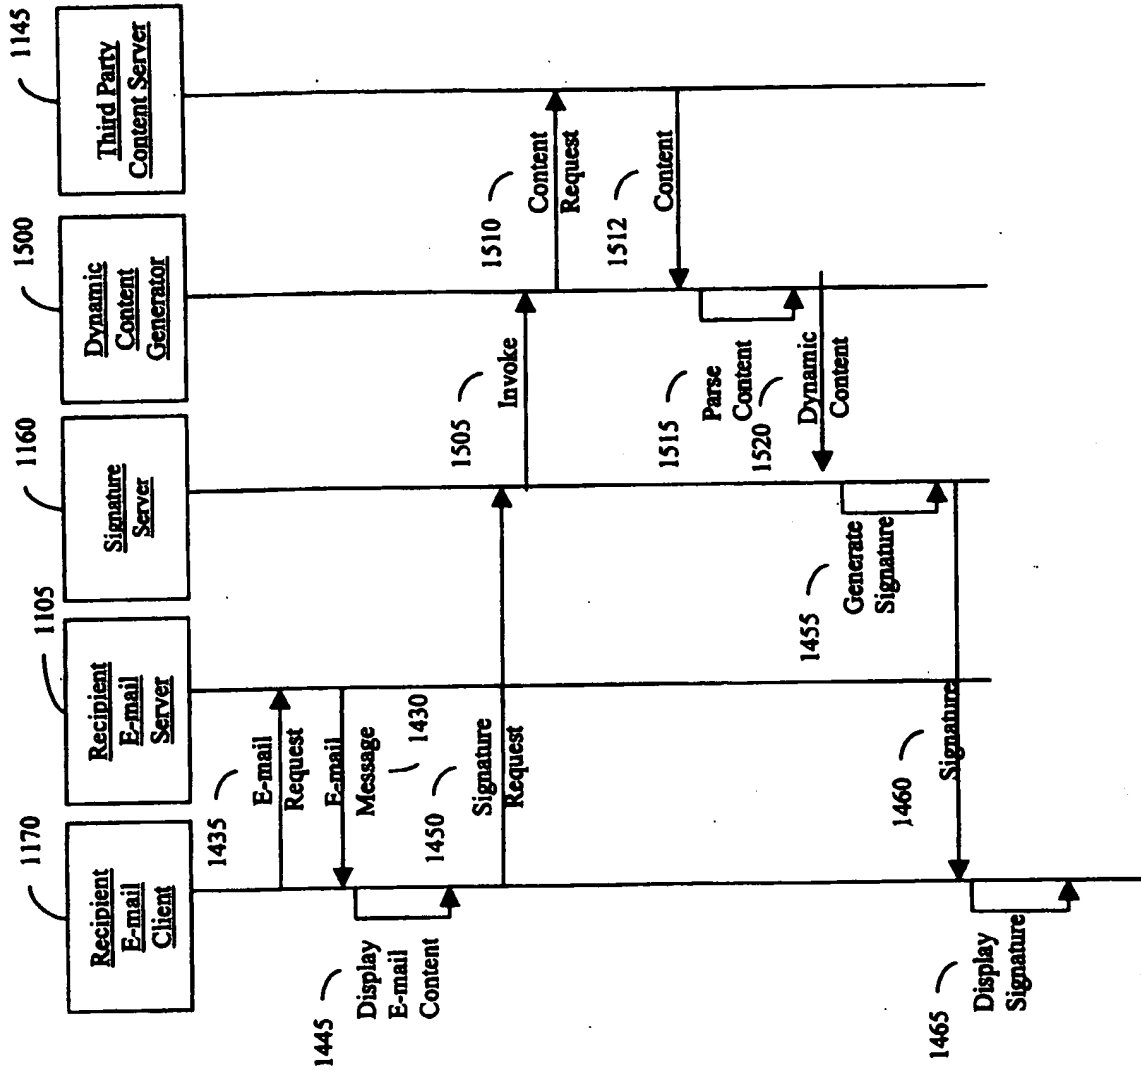 1170
Recipient
E-mail
Client
1105
Recipient
E-mail
Server
1160
Signature
Server
1500
Dynamic
Content
Generator
1145
Third Party
Content Server
1435
E-mail
Request
E-mail
Message
1430
1445
Display
E-mail
Content
1450
Signature
Request
1505
Invoke
1510
Content
Request
1512
Content
1515
Parse
Content
1520
Dynamic
Content
1455
Generate
Signature
1460
Signature
1465
Display
Signature